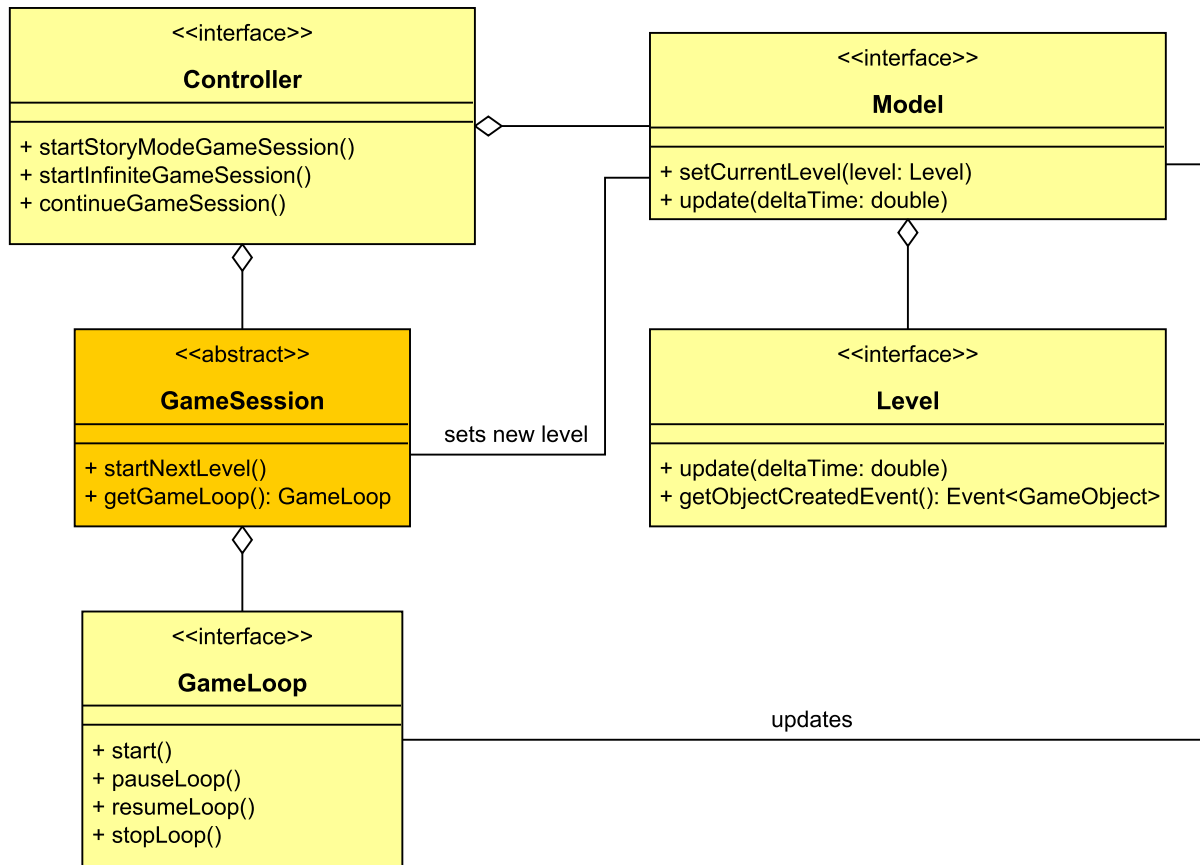 <<interface>>
Controller
+ startStoryModeGameSession()
+ startInfiniteGameSession()
+ continueGameSession()
<<interface>>
Model
+ setCurrentLevel(level: Level)
+ update(deltaTime: double)
<<abstract>>
GameSession
+ startNextLevel()
+ getGameLoop(): GameLoop
sets new level
<<interface>>
Level
+ update(deltaTime: double)
+ getObjectCreatedEvent(): Event<GameObject>
<<interface>>
GameLoop
+ start()
+ pauseLoop()
+ resumeLoop()
+ stopLoop()
updates